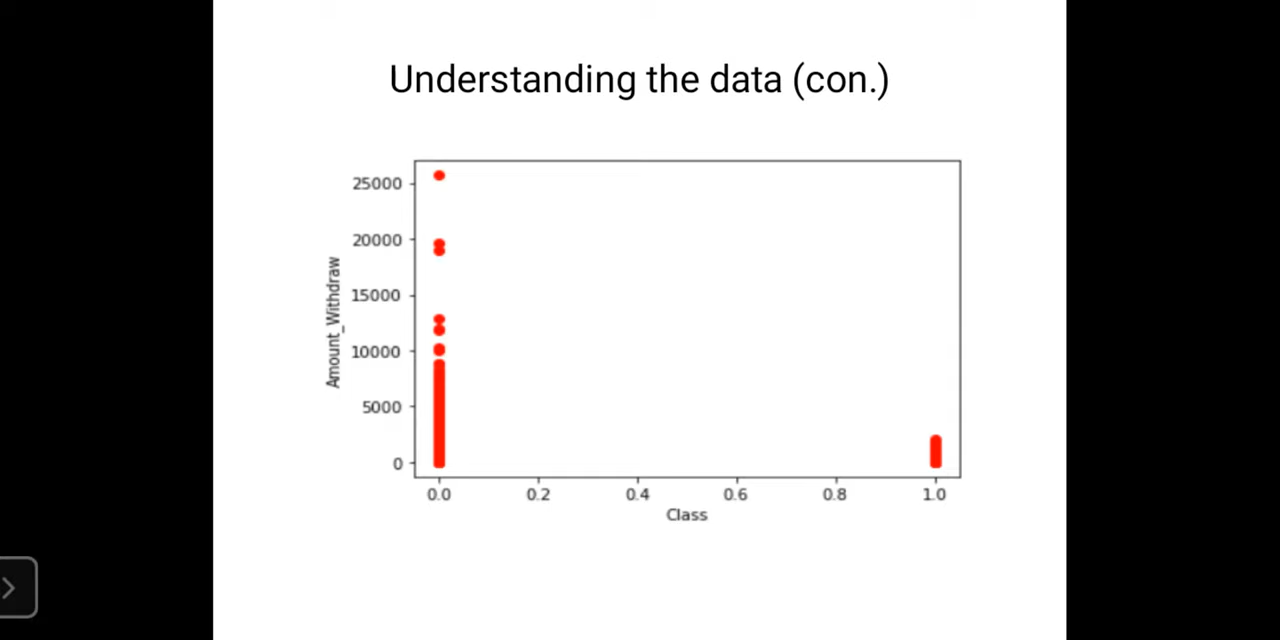 Understanding the data (con.)
25000
20000
15000
10000
5000
0
Amount_Withdraw
0.0 0.2 0.4 0.6 0.8 1.0
Class